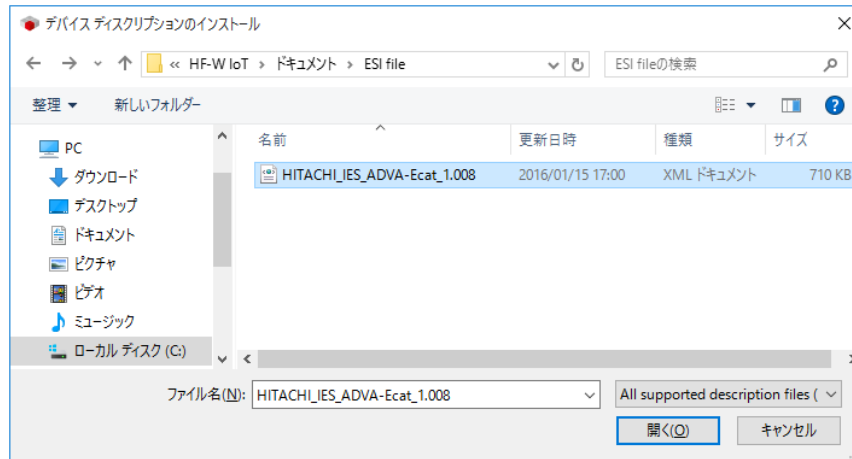 デバイス ディスクリプションのインストール
« HF-W IoT › ドキュメント › ESI file
ESI fileの検索
整理
新しいフォルダー
名前
更新日時
種類
サイズ
HITACHI_IES_ADVA-Ecat_1.008
2016/01/15 17:00
XML ドキュメント
710 KB
PC
ダウンロード
デスクトップ
ドキュメント
ピクチャ
ビデオ
ミュージック
ローカル ディスク (C:)
ファイル名(N):
HITACHI_IES_ADVA-Ecat_1.008
All supported description files (
開く(O)
キャンセル